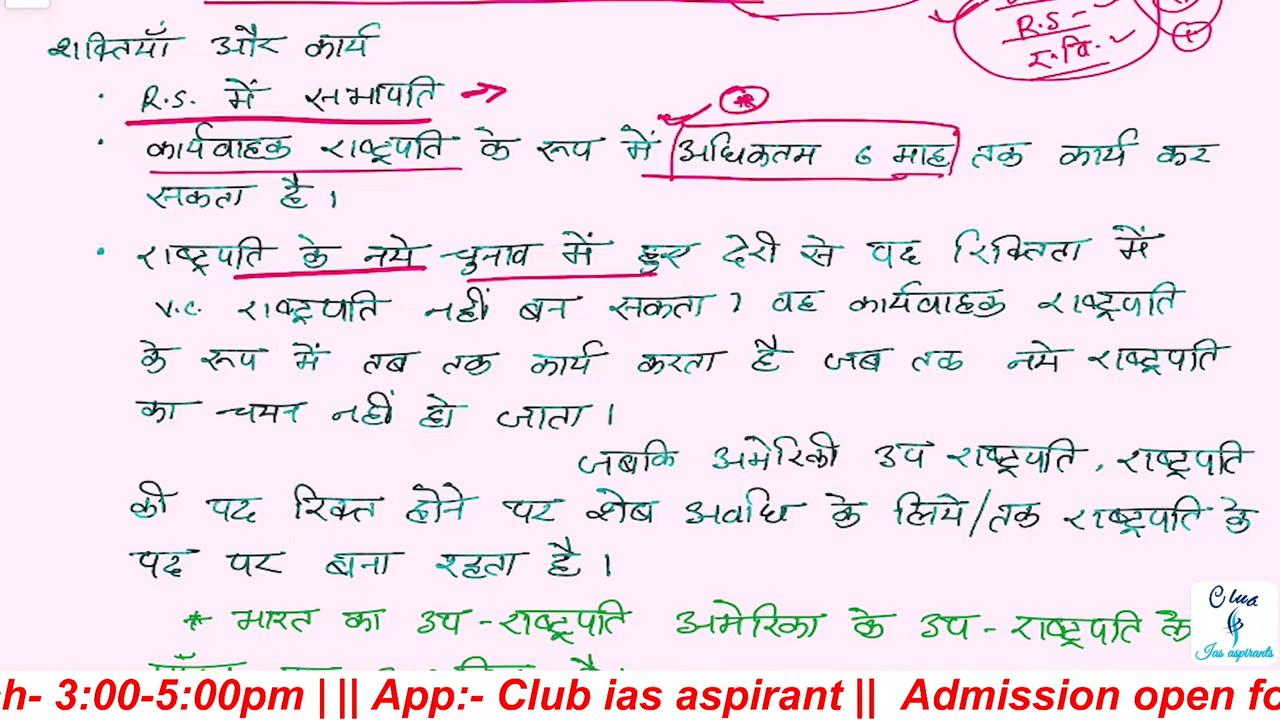 R.S -
रा.वि.
शक्तियाँ और कार्य
· R.S. में सभापति →
· कार्यवाहक राष्ट्रपति के रूप में अधिकतम 6 माह तक कार्य कर
सकता है।
· राष्ट्रपति के नये चुनाव में हुए देरी से पद रिक्तिता में
V.C. राष्ट्रपति नहीं बन सकता, वह कार्यवाहक राष्ट्रपति
के रूप में तब तक कार्य करता है जब तक नये राष्ट्रपति
का चयन नहीं हो जाता।
जबकि अमेरिकी उप राष्ट्रपति, राष्ट्रपति
की पद रिक्त होने पर शेष अवधि के लिये/तक राष्ट्रपति के
पद पर बना रहता है।
* भारत का उप-राष्ट्रपति अमेरिका के उप-राष्ट्रपति के
Club
Ias aspirants
h- 3:00-5:00pm | || App:- Club ias aspirant || Admission open fo